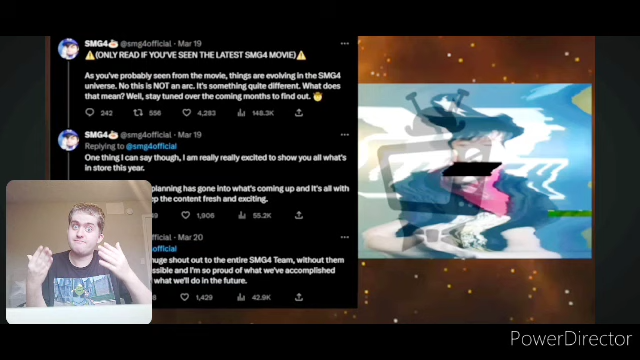 SMG4 @smg4official · Mar 19
⚠(ONLY READ IF YOU'VE SEEN THE LATEST SMG4 MOVIE)⚠
As you've probably seen from the movie, things are evolving in the SMG4
universe. No this is NOT an arc. It's something quite different. What does
that mean? Well, stay tuned over the coming months to find out.
242 556 4,283 148.3K
SMG4 @smg4official · Mar 19
Replying to @smg4official
One thing I can say though, I am really really excited to show you all what's
in store this year.
planning has gone into what's coming up and it's all with
ep the content fresh and exciting.
1,906 55.2K
official · Mar 20
official
huge shout out to the entire SMG4 Team, without them
ssible and I'm so proud of what we've accomplished
what we'll do in the future.
1,429 42.9K
PowerDirector